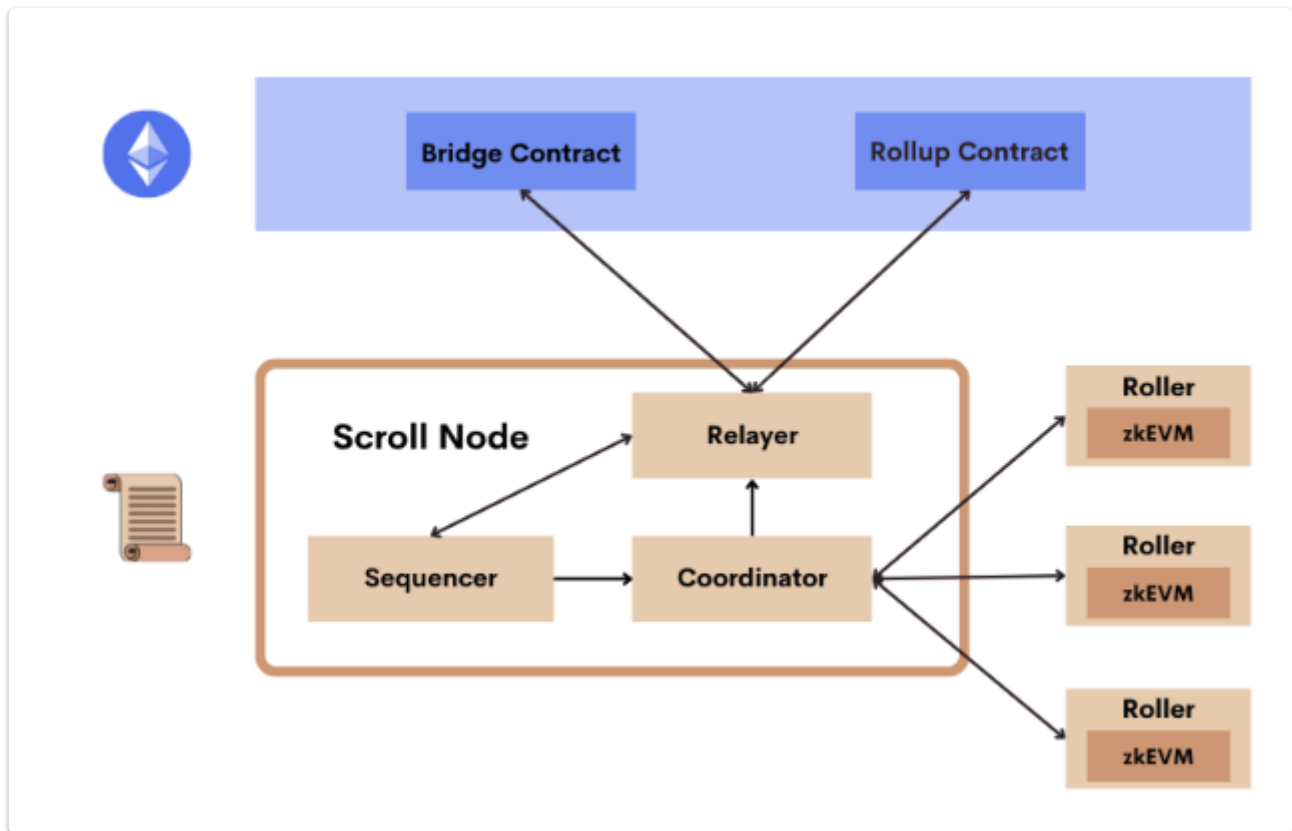 Bridge Contract
Rollup Contract
Scroll Node
Relayer
Sequencer
Coordinator
Roller
zkEVM
Roller
zkEVM
Roller
zkEVM